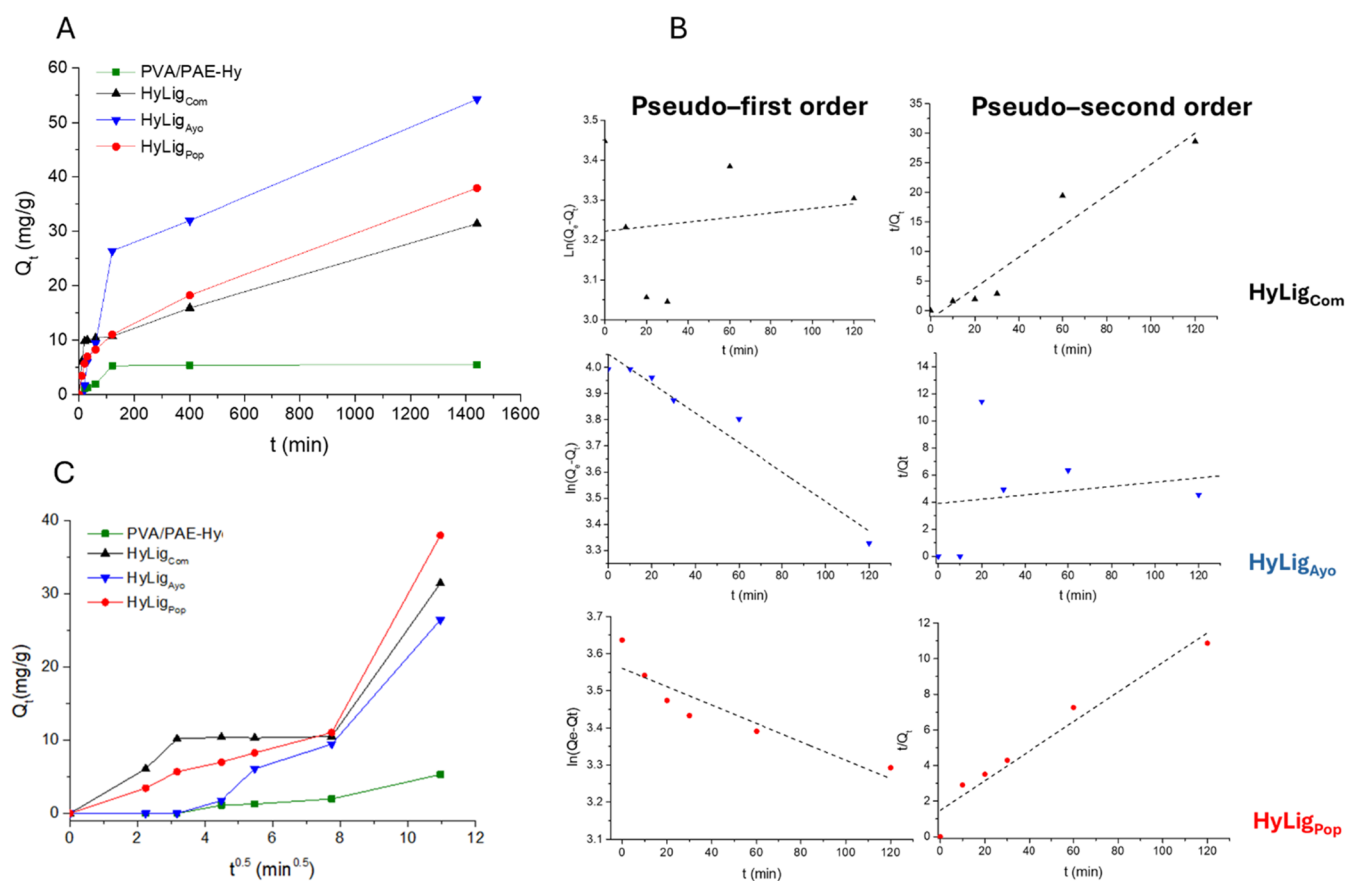 A
PVA/PAE-Hy
HyLigCom
HyLigAyo
HyLigPop
60
50
40
30
20
10
0
Qt (mg/g)
0 200 400 600 800 1000 1200 1400 1600
t (min)
B
Pseudo–first order
Pseudo–second order
3.5
3.4
3.3
3.2
3.1
3.0
Ln(Qe-Qt)
0 20 40 60 80 100 120
t (min)
35
30
25
20
15
10
5
0
t/Qt
0 20 40 60 80 100 120
t (min)
HyLigCom
4.0
3.9
3.8
3.7
3.6
3.5
3.4
3.3
ln(Qe-Qt)
0 20 40 60 80 100 120
t (min)
14
12
10
8
6
4
2
0
t/Qt
0 20 40 60 80 100 120
t (min)
HyLigAyo
3.7
3.6
3.5
3.4
3.3
3.2
3.1
ln(Qe-Qt)
0 20 40 60 80 100 120
t (min)
14
12
10
8
6
4
2
0
t/Qt
0 20 40 60 80 100 120
t (min)
HyLigPop
C
PVA/PAE-Hy
HyLigCom
HyLigAyo
HyLigPop
40
30
20
10
0
Qt(mg/g)
0 2 4 6 8 10 12
t0.5 (min0.5)